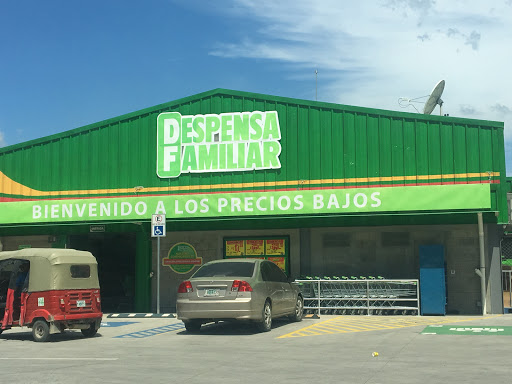 DESPENSA
FAMILIAR
BIENVENIDO A LOS PRECIOS BAJOS
E